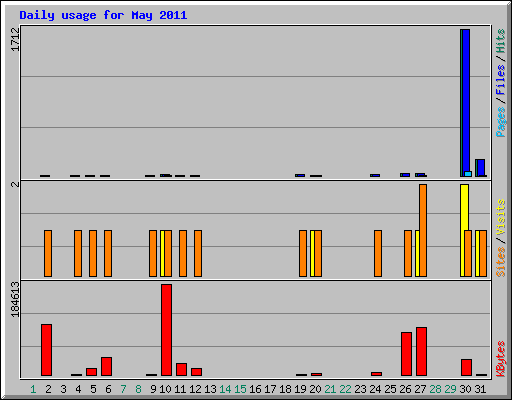 Daily usage for May 2011
1712
2
184613
Pages / Files / Hits
Sites / Visits
KBytes
1 2 3 4 5 6 7 8 9 10 11 12 13 14 15 16 17 18 19 20 21 22 23 24 25 26 27 28 29 30 31